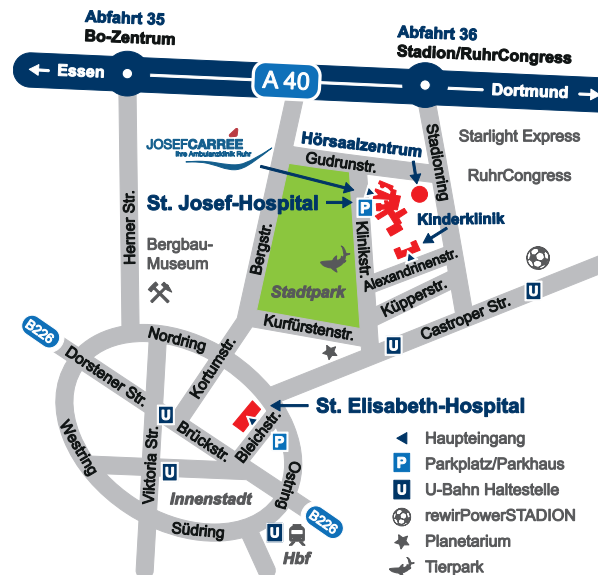 Abfahrt 35
Bo-Zentrum
Abfahrt 36
Stadion/RuhrCongress
Essen
A 40
Dortmund
JOSEFCARRÉE
Ihre Ambulanzklinik Ruhr
Hörsaalzentrum
Gudrunstr.
Stadionring
Starlight Express
RuhrCongress
St. Josef-Hospital
P
Kinderklinik
Herner Str.
Bergbau-
Museum
Bergstr.
Klinikstr.
Stadtpark
Alexandrinenstr.
Küpperstr.
Castroper Str.
U
U
Kurfürstenstr.
B226
Nordring
Dorstener Str.
Kortumstr.
St. Elisabeth-Hospital
Bleichstr.
U
Brückstr.
P
Westring
Viktoria Str.
U
Innenstadt
Ostring
Südring
B226
U
Hbf
Haupteingang
P Parkplatz/Parkhaus
U U-Bahn Haltestelle
rewirPowerSTADION
Planetarium
Tierpark